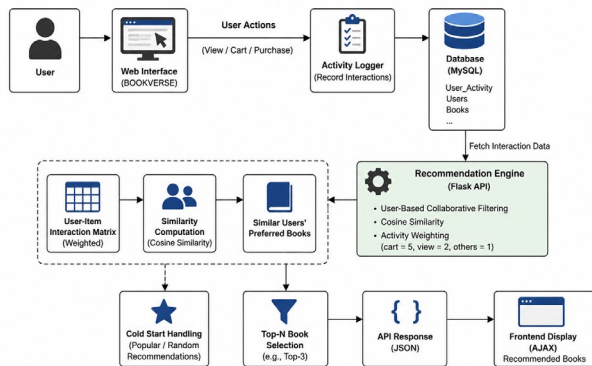 User
Web Interface
(BOOKVERSE)
User Actions
(View / Cart / Purchase)
Activity Logger
(Record Interactions)
Database
(MySQL)
User_Activity
Users
Books
...
Fetch Interaction Data
Recommendation Engine
(Flask API)
• User-Based Collaborative Filtering
• Cosine Similarity
• Activity Weighting
(cart = 5, view = 2, others = 1)
User-Item
Interaction Matrix
(Weighted)
Similarity
Computation
(Cosine Similarity)
Similar Users'
Preferred Books
Cold Start Handling
(Popular / Random
Recommendations)
Top-N Book
Selection
(e.g., Top-3)
{ }
API Response
(JSON)
Frontend Display
(AJAX)
Recommended Books